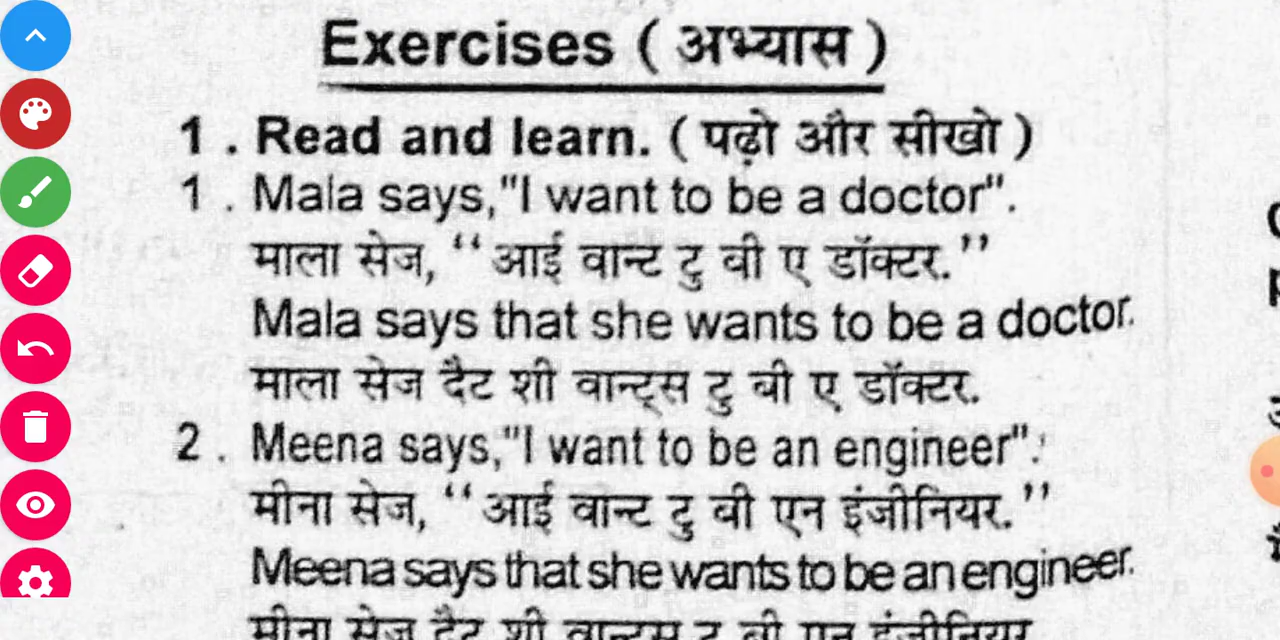 Exercises ( अभ्यास )
1 . Read and learn. ( पढ़ो और सीखो )
1 . Mala says,"I want to be a doctor".
माला सेज, ‘‘आई वान्ट टु बी ए डॉक्टर.’’
Mala says that she wants to be a doctor.
माला सेज दैट शी वान्ट्स टु बी ए डॉक्टर.
2 . Meena says,"I want to be an engineer".
मीना सेज, ‘‘आई वान्ट टु बी एन इंजीनियर.’’
Meena says that she wants to be an engineer.
मीना सेज दैट शी वान्ट्स टु बी एन इंजीनियर